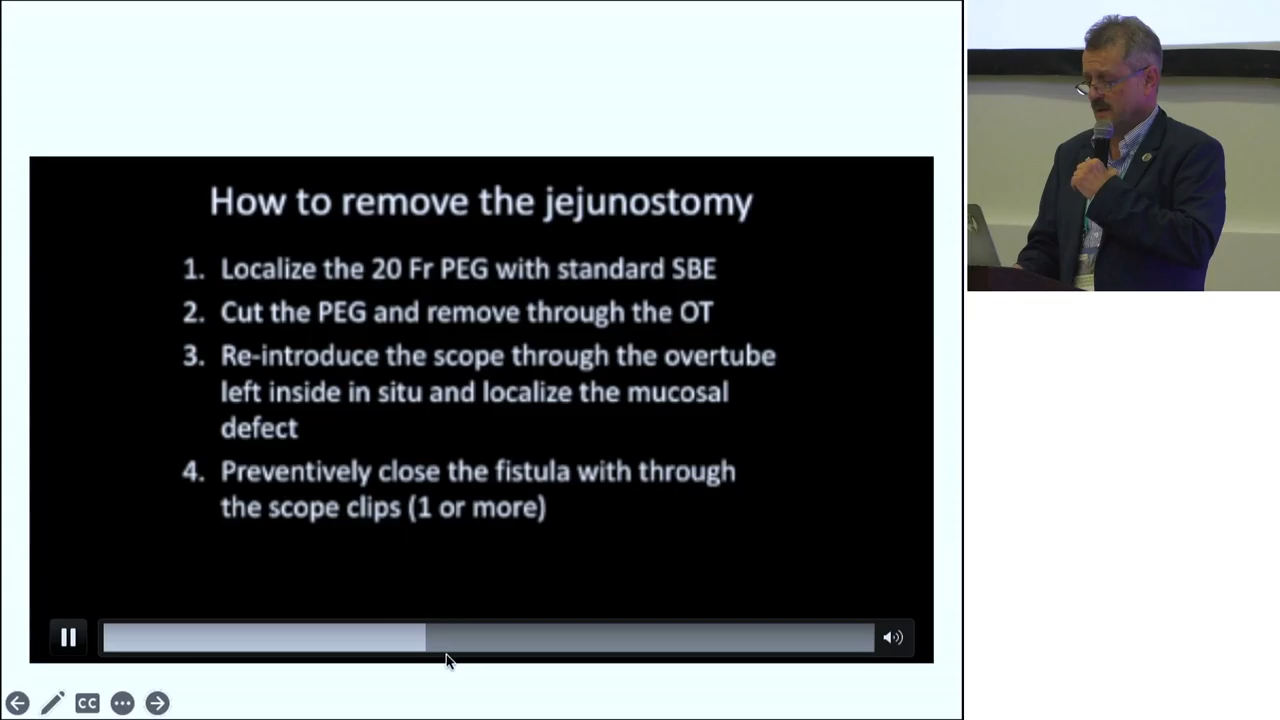 How to remove the jejunostomy
1. Localize the 20 Fr PEG with standard SBE
2. Cut the PEG and remove through the OT
3. Re-introduce the scope through the overtube
left inside in situ and localize the mucosal
defect
4. Preventively close the fistula with through
the scope clips (1 or more)
CC